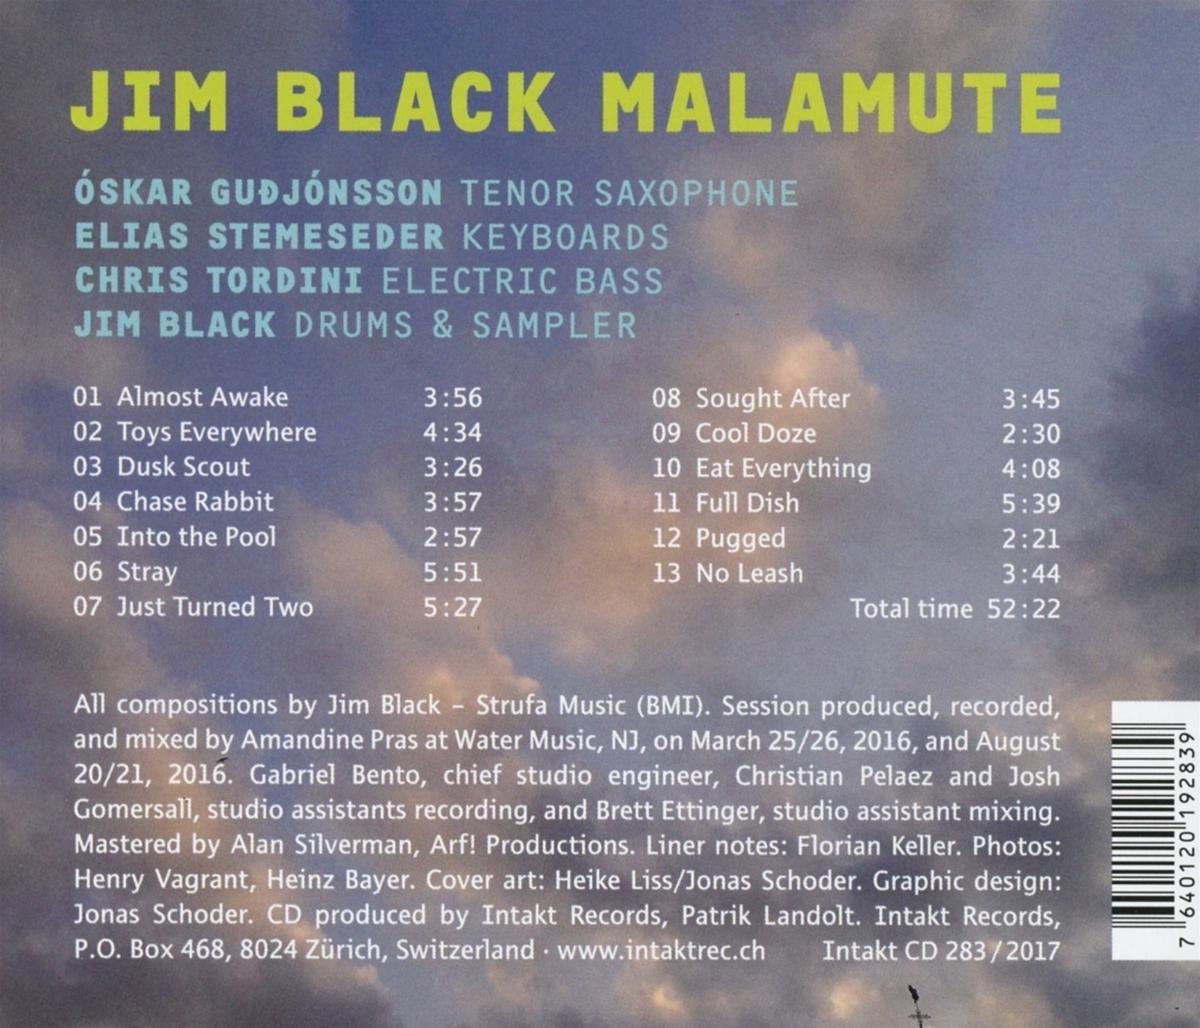 JIM BLACK MALAMUTE
ÓSKAR GUÐJÓNSSON TENOR SAXOPHONE
ELIAS STEMESEDER KEYBOARDS
CHRIS TORDINI ELECTRIC BASS
JIM BLACK DRUMS & SAMPLER
01 Almost Awake 3:56
02 Toys Everywhere 4:34
03 Dusk Scout 3:26
04 Chase Rabbit 3:57
05 Into the Pool 2:57
06 Stray 5:51
07 Just Turned Two 5:27
08 Sought After 3:45
09 Cool Doze 2:30
10 Eat Everything 4:08
11 Full Dish 5:39
12 Pugged 2:21
13 No Leash 3:44
Total time 52:22
All compositions by Jim Black – Strufa Music (BMI). Session produced, recorded,
and mixed by Amandine Pras at Water Music, NJ, on March 25/26, 2016, and August
20/21, 2016. Gabriel Bento, chief studio engineer, Christian Pelaez and Josh
Gomersall, studio assistants recording, and Brett Ettinger, studio assistant mixing.
Mastered by Alan Silverman, Arf! Productions. Liner notes: Florian Keller. Photos:
Henry Vagrant, Heinz Bayer. Cover art: Heike Liss/Jonas Schoder. Graphic design:
Jonas Schoder. CD produced by Intakt Records, Patrik Landolt. Intakt Records,
P.O. Box 468, 8024 Zürich, Switzerland · www.intaktrec.ch Intakt CD 283/2017
7 640120 192839